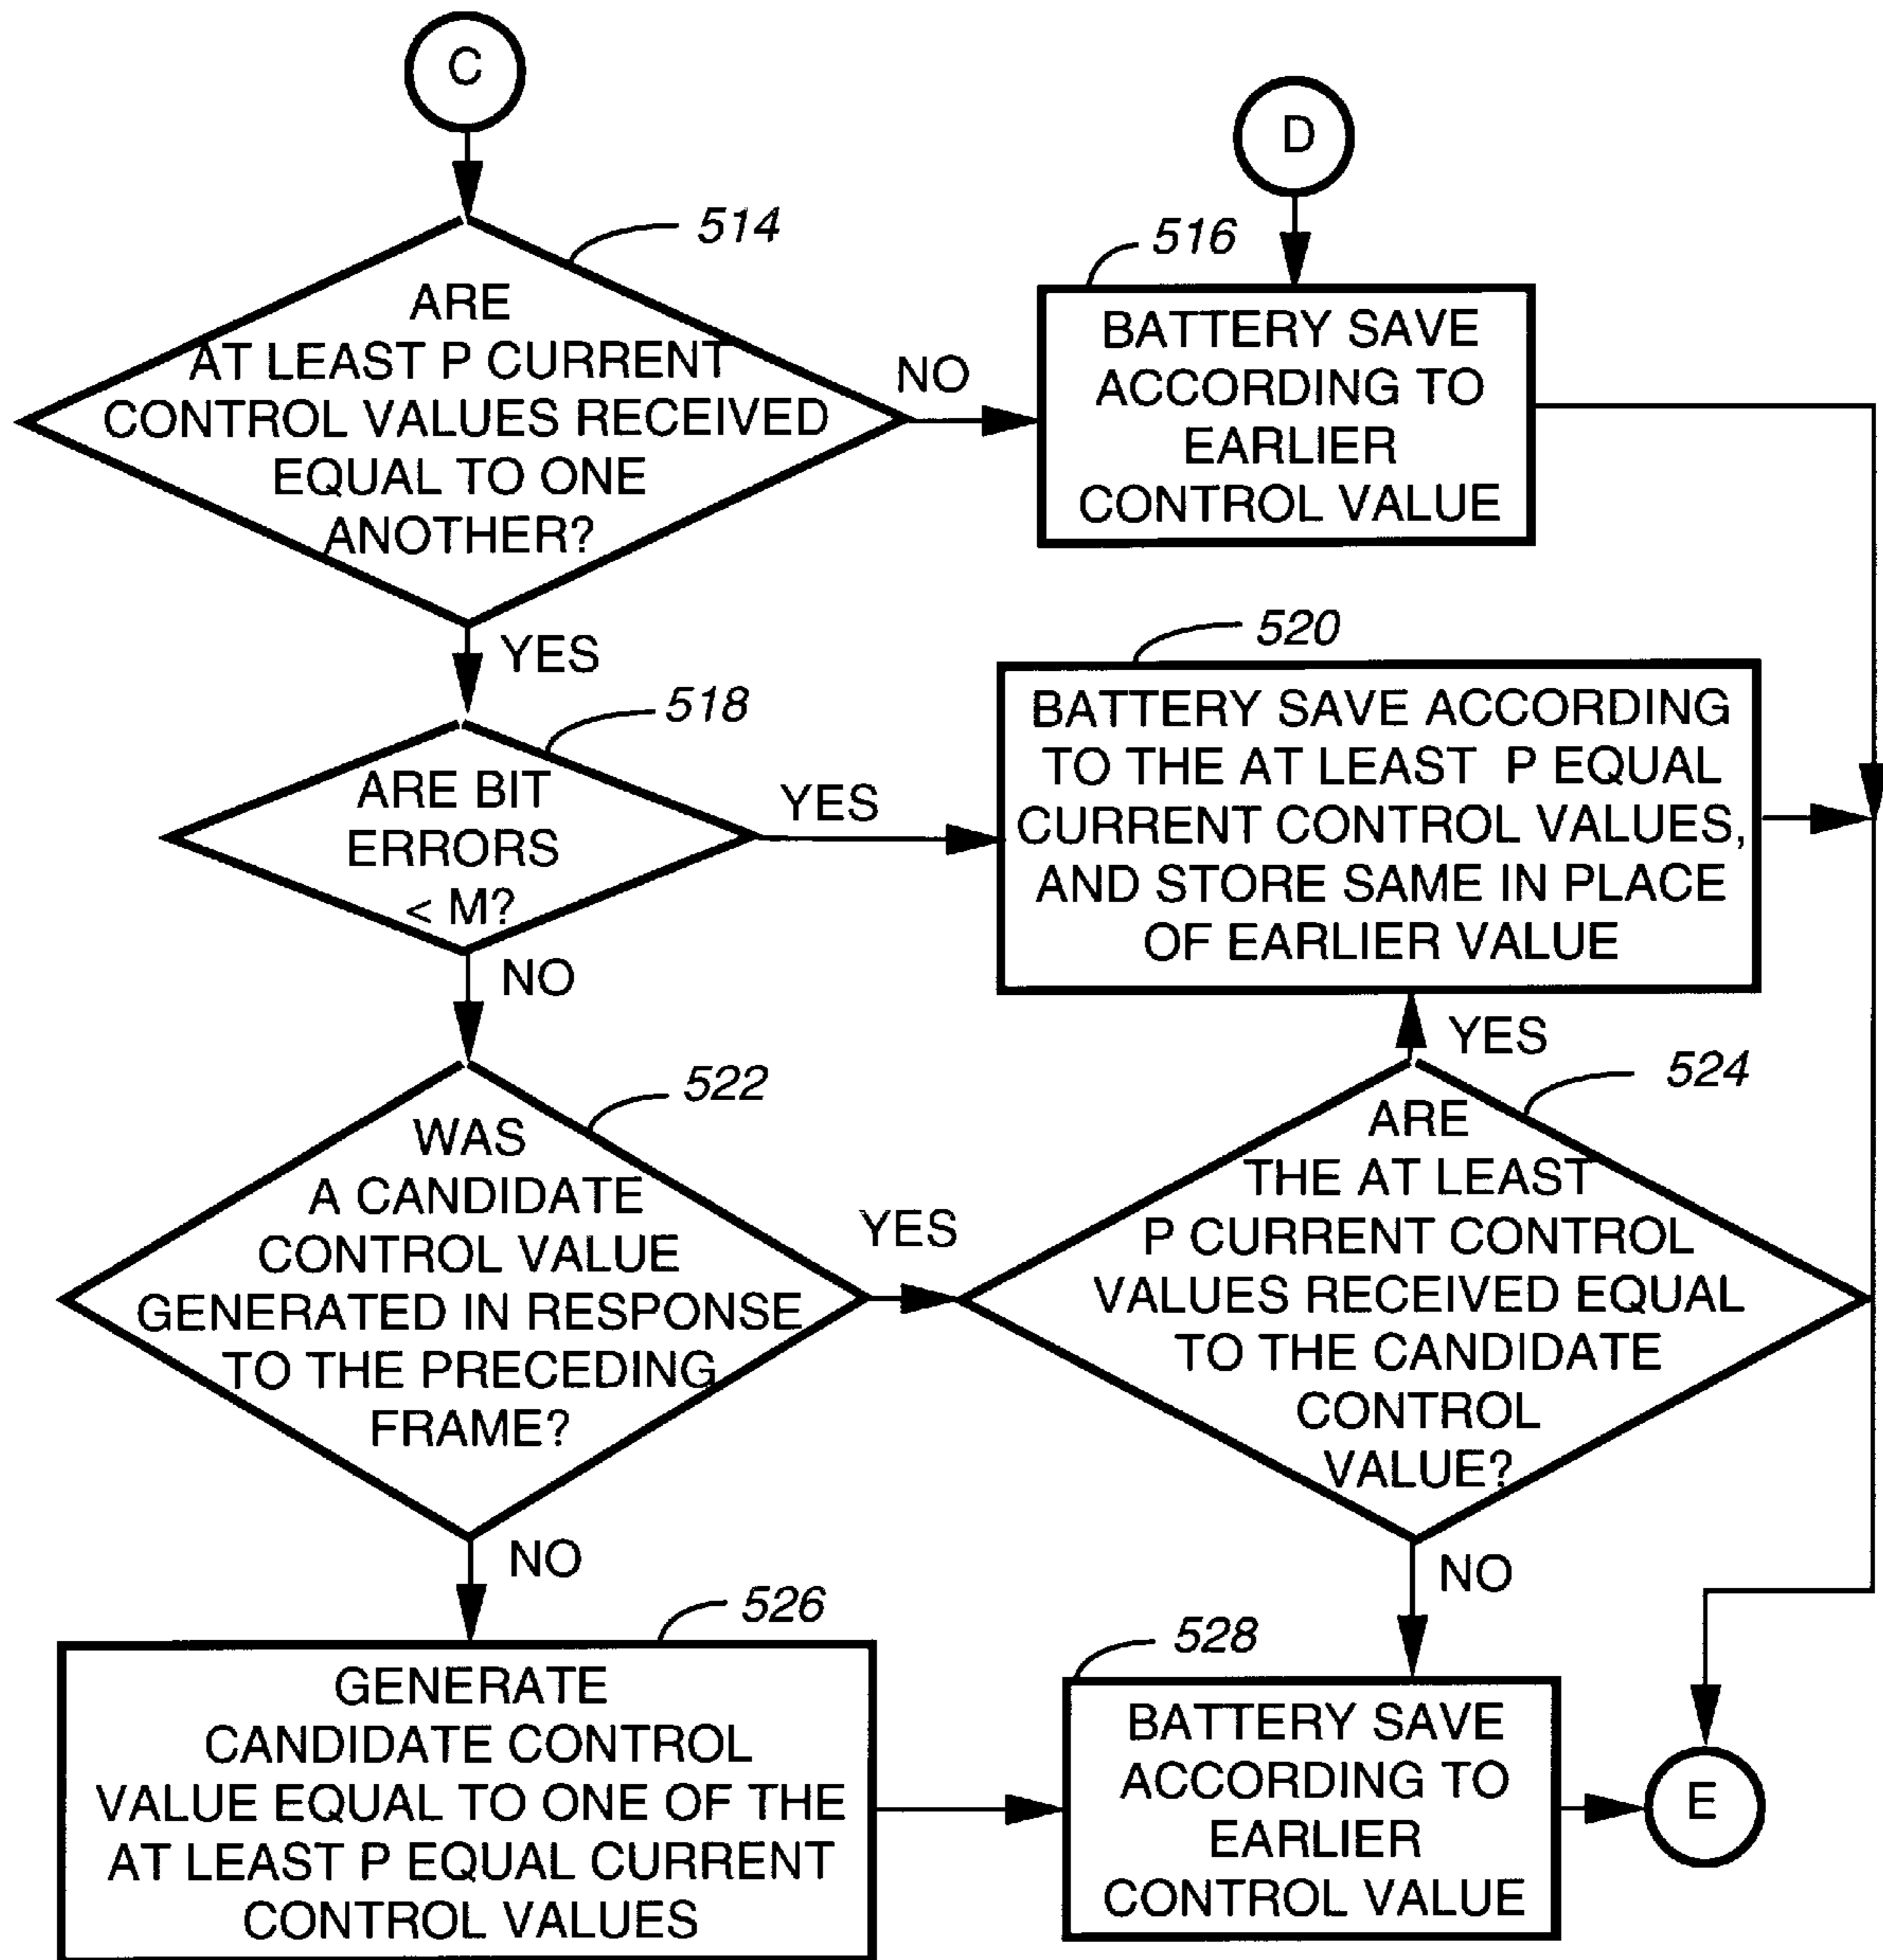 C
D
514
ARE
AT LEAST P CURRENT
CONTROL VALUES RECEIVED
EQUAL TO ONE
ANOTHER?
NO
516
BATTERY SAVE
ACCORDING TO
EARLIER
CONTROL VALUE
YES
518
ARE BIT
ERRORS
< M?
YES
520
BATTERY SAVE ACCORDING
TO THE AT LEAST P EQUAL
CURRENT CONTROL VALUES,
AND STORE SAME IN PLACE
OF EARLIER VALUE
NO
522
WAS
A CANDIDATE
CONTROL VALUE
GENERATED IN RESPONSE
TO THE PRECEDING
FRAME?
YES
YES
524
ARE
THE AT LEAST
P CURRENT CONTROL
VALUES RECEIVED EQUAL
TO THE CANDIDATE
CONTROL
VALUE?
NO
NO
526
GENERATE
CANDIDATE CONTROL
VALUE EQUAL TO ONE OF THE
AT LEAST P EQUAL CURRENT
CONTROL VALUES
528
BATTERY SAVE
ACCORDING TO
EARLIER
CONTROL VALUE
E